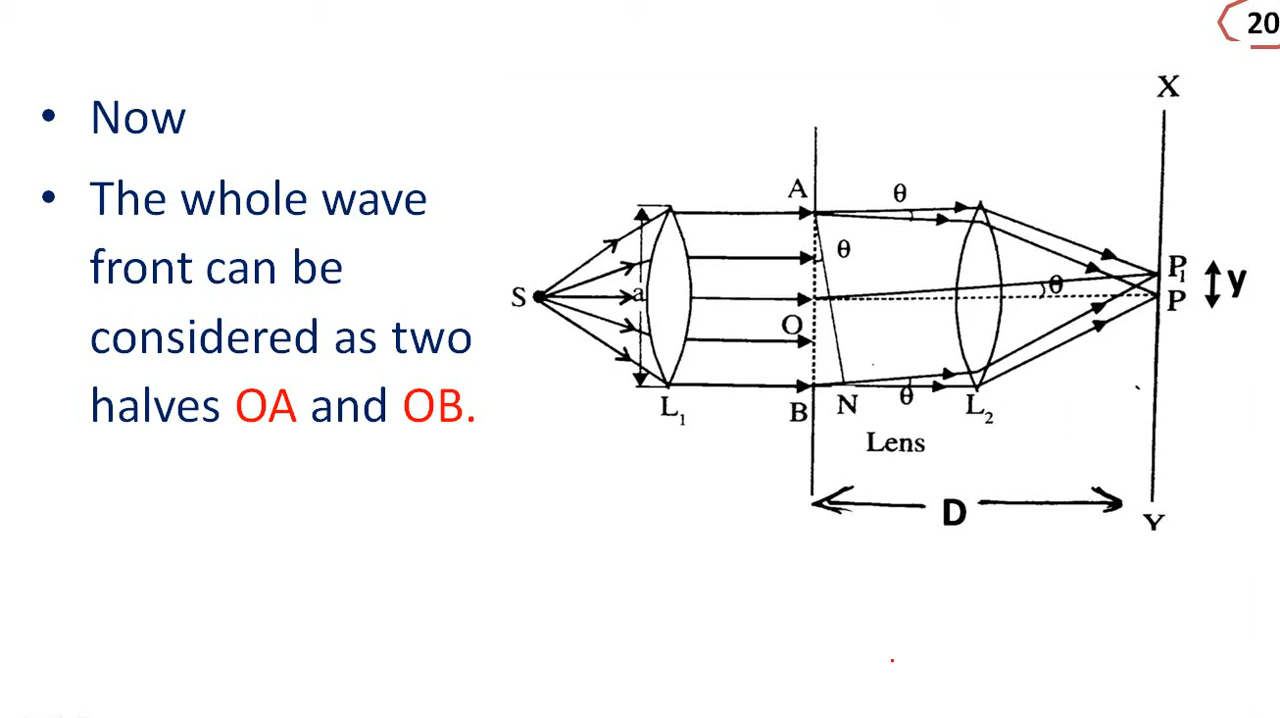 20
• Now
• The whole wave
front can be
considered as two
halves OA and OB.
X
A
θ
θ
S
a
O
θ
P₁
P
y
L₁
B
N
θ
L₂
Lens
D
Y